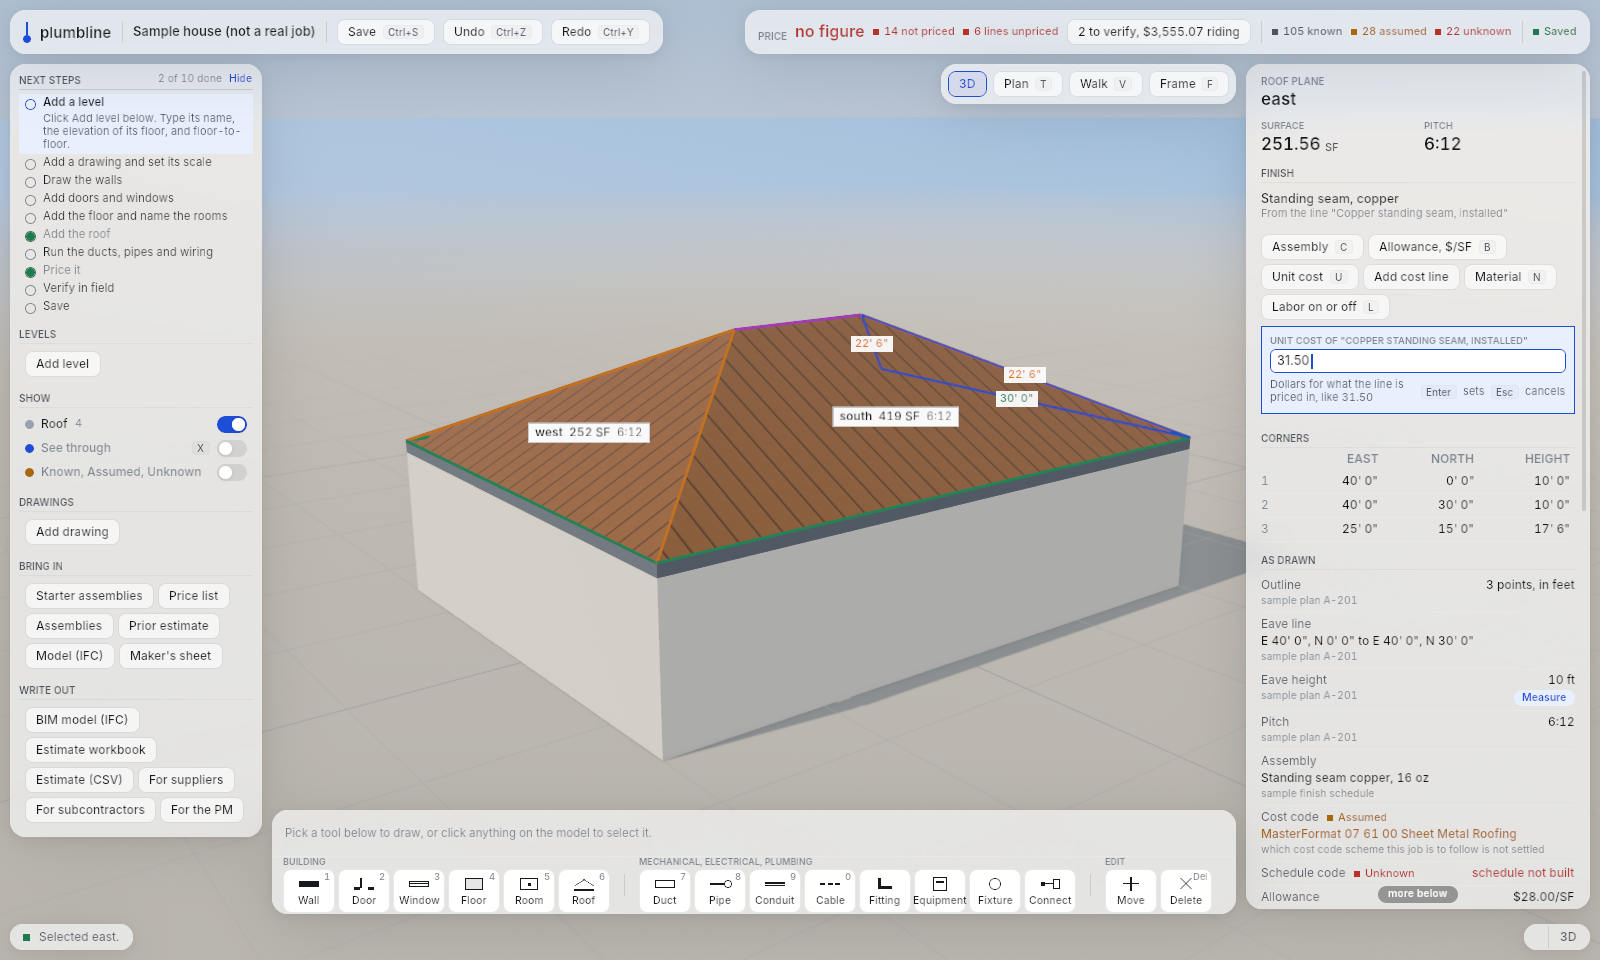 plumbline
Sample house (not a real job)
Save Ctrl+S
Undo Ctrl+Z
Redo Ctrl+Y
PRICE no figure
14 not priced
6 lines unpriced
2 to verify, $3,555.07 riding
105 known
28 assumed
22 unknown
Saved
NEXT STEPS
2 of 10 done Hide
Add a level
Click Add level below. Type its name,
the elevation of its floor, and floor-to-
floor.
Add a drawing and set its scale
Draw the walls
Add doors and windows
Add the floor and name the rooms
Add the roof
Run the ducts, pipes and wiring
Price it
Verify in field
Save
LEVELS
Add level
SHOW
Roof 4
See through X
Known, Assumed, Unknown
DRAWINGS
Add drawing
BRING IN
Starter assemblies
Price list
Assemblies
Prior estimate
Model (IFC)
Maker's sheet
WRITE OUT
BIM model (IFC)
Estimate workbook
Estimate (CSV)
For suppliers
For subcontractors
For the PM
Selected east.
3D
Plan T
Walk V
Frame F
22' 6"
22' 6"
30' 0"
south 419 SF 6:12
west 252 SF 6:12
Pick a tool below to draw, or click anything on the model to select it.
BUILDING
1 Wall
2 Door
3 Window
4 Floor
5 Room
6 Roof
MECHANICAL, ELECTRICAL, PLUMBING
7 Duct
8 Pipe
9 Conduit
0 Cable
Fitting
Equipment
Fixture
Connect
EDIT
Move
Del Delete
ROOF PLANE
east
SURFACE
251.56 SF
PITCH
6:12
FINISH
Standing seam, copper
From the line "Copper standing seam, installed"
Assembly C
Allowance, $/SF B
Unit cost U
Add cost line
Material N
Labor on or off L
UNIT COST OF "COPPER STANDING SEAM, INSTALLED"
31.50
Dollars for what the line is
priced in, like 31.50
Enter sets Esc cancels
CORNERS
EAST NORTH HEIGHT
1 40' 0" 0' 0" 10' 0"
2 40' 0" 30' 0" 10' 0"
3 25' 0" 15' 0" 17' 6"
AS DRAWN
Outline 3 points, in feet
sample plan A-201
Eave line
E 40' 0", N 0' 0" to E 40' 0", N 30' 0"
sample plan A-201
Eave height 10 ft
sample plan A-201 Measure
Pitch 6:12
sample plan A-201
Assembly
Standing seam copper, 16 oz
sample finish schedule
Cost code Assumed
MasterFormat 07 61 00 Sheet Metal Roofing
which cost code scheme this job is to follow is not settled
Schedule code Unknown schedule not built
Allowance $28.00/SF
more below
3D